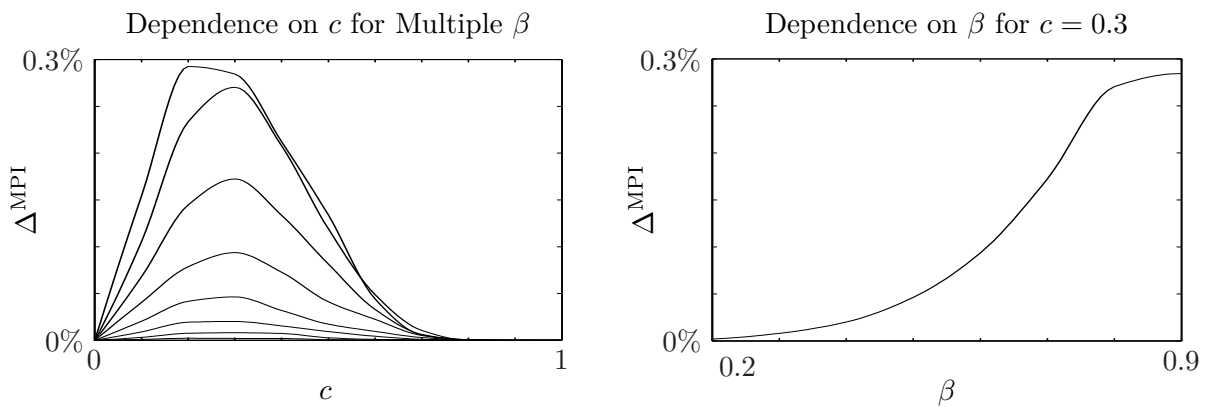 Dependence on c for Multiple β
0.3%
Δ^MPI
0%
0
1
c
Dependence on β for c = 0.3
0.3%
Δ^MPI
0%
0.2
0.9
β